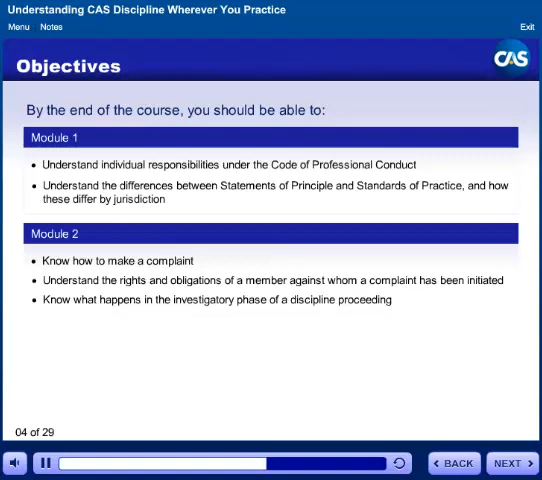 Understanding CAS Discipline Wherever You Practice
Menu Notes Exit
Objectives
CAS
By the end of the course, you should be able to:
Module 1
• Understand individual responsibilities under the Code of Professional Conduct
• Understand the differences between Statements of Principle and Standards of Practice, and how
these differ by jurisdiction
Module 2
• Know how to make a complaint
• Understand the rights and obligations of a member against whom a complaint has been initiated
• Know what happens in the investigatory phase of a discipline proceeding
04 of 29
BACK NEXT